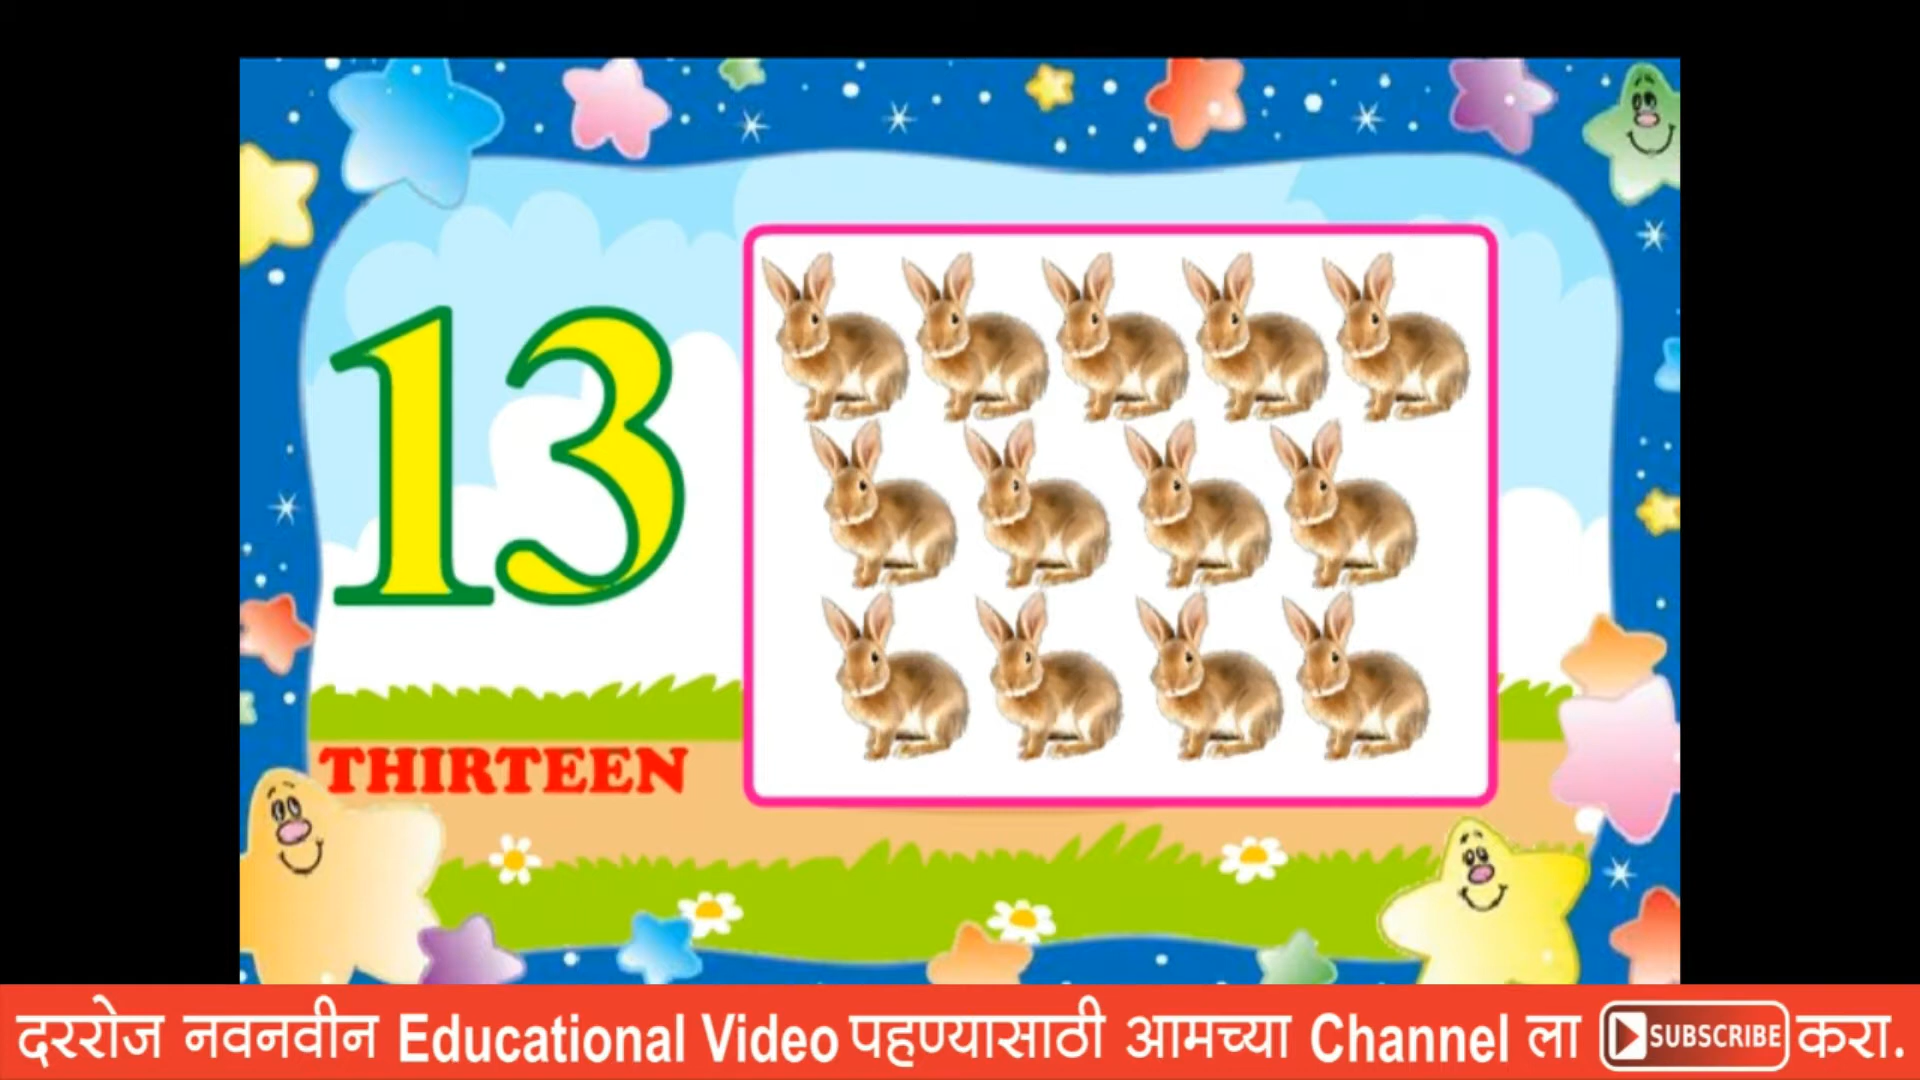 13
THIRTEEN
दररोज नवनवीन Educational Video पहण्यासाठी आमच्या Channel ला SUBSCRIBE करा.